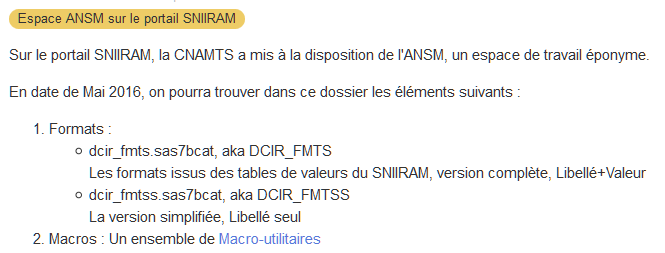 Espace ANSM sur le portail SNIIRAM
Sur le portail SNIIRAM, la CNAMTS a mis à la disposition de l'ANSM, un espace de travail éponyme.
En date de Mai 2016, on pourra trouver dans ce dossier les éléments suivants :
1. Formats :
dcir_fmts.sas7bcat, aka DCIR_FMTS
Les formats issus des tables de valeurs du SNIIRAM, version complète, Libellé+Valeur
dcir_fmtss.sas7bcat, aka DCIR_FMTSS
La version simplifiée, Libellé seul
2. Macros : Un ensemble de Macro-utilitaires